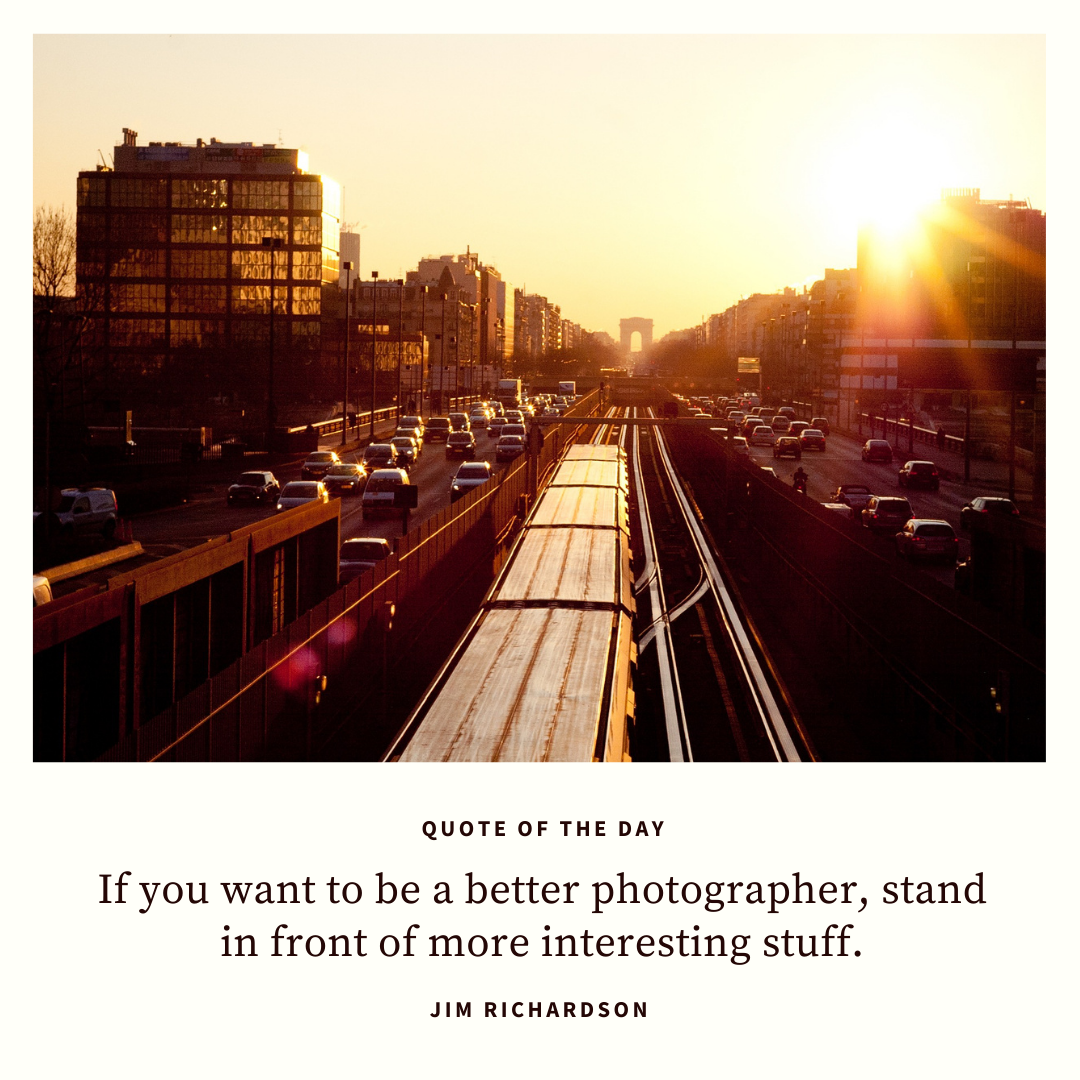 QUOTE OF THE DAY
If you want to be a better photographer, stand
in front of more interesting stuff.
JIM RICHARDSON